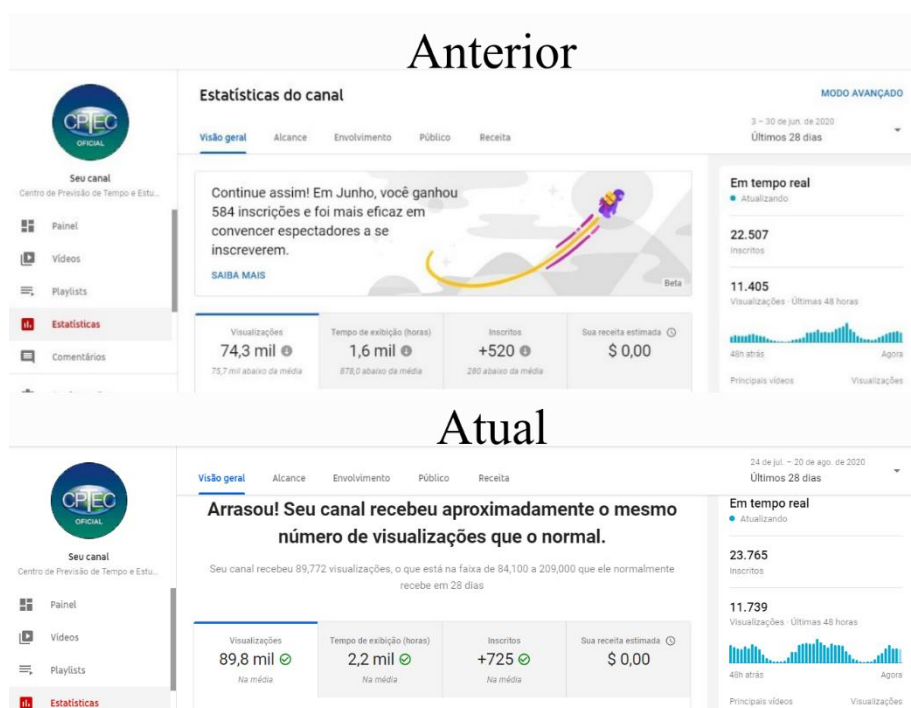 Anterior
CPTEC
OFICIAL
Seu canal
Centro de Previsão de Tempo e Estu...
Painel
Vídeos
Playlists
Estatísticas
Comentários
Estatísticas do canal
MODO AVANÇADO
Visão geral Alcance Envolvimento Público Receita
3 – 30 de jun. de 2020
Últimos 28 dias
Continue assim! Em Junho, você ganhou
584 inscrições e foi mais eficaz em
convencer espectadores a se
inscreverem.
SAIBA MAIS
Beta
Visualizações
74,3 mil
75,7 mil abaixo da média
Tempo de exibição (horas)
1,6 mil
878,0 abaixo da média
Inscritos
+520
280 abaixo da média
Sua receita estimada
$ 0,00
Em tempo real
Atualizando
22.507
Inscritos
11.405
Visualizações · Últimas 48 horas
48h atrás Agora
Principais vídeos Visualizações
Atual
CPTEC
OFICIAL
Seu canal
Centro de Previsão de Tempo e Estu...
Painel
Vídeos
Playlists
Estatísticas
Visão geral Alcance Envolvimento Público Receita
24 de jul. – 20 de ago. de 2020
Últimos 28 dias
Arrasou! Seu canal recebeu aproximadamente o mesmo
número de visualizações que o normal.
Seu canal recebeu 89,772 visualizações, o que está na faixa de 84,100 a 209,000 que ele normalmente
recebe em 28 dias
Visualizações
89,8 mil
Na média
Tempo de exibição (horas)
2,2 mil
Na média
Inscritos
+725
Na média
Sua receita estimada
$ 0,00
Em tempo real
Atualizando
23.765
Inscritos
11.739
Visualizações · Últimas 48 horas
48h atrás Agora
Principais vídeos Visualizações